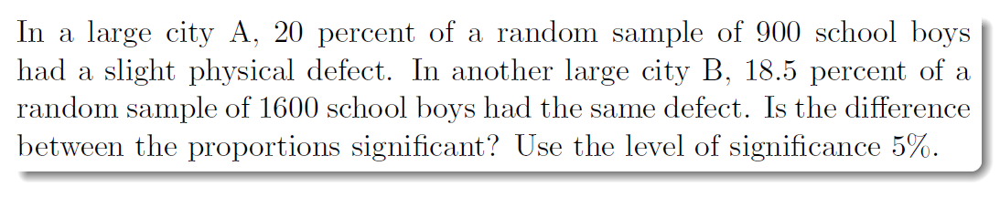 In a large city A, 20 percent of a random sample of 900 school boys
had a slight physical defect. In another large city B, 18.5 percent of a
random sample of 1600 school boys had the same defect. Is the difference
between the proportions significant? Use the level of significance 5%.